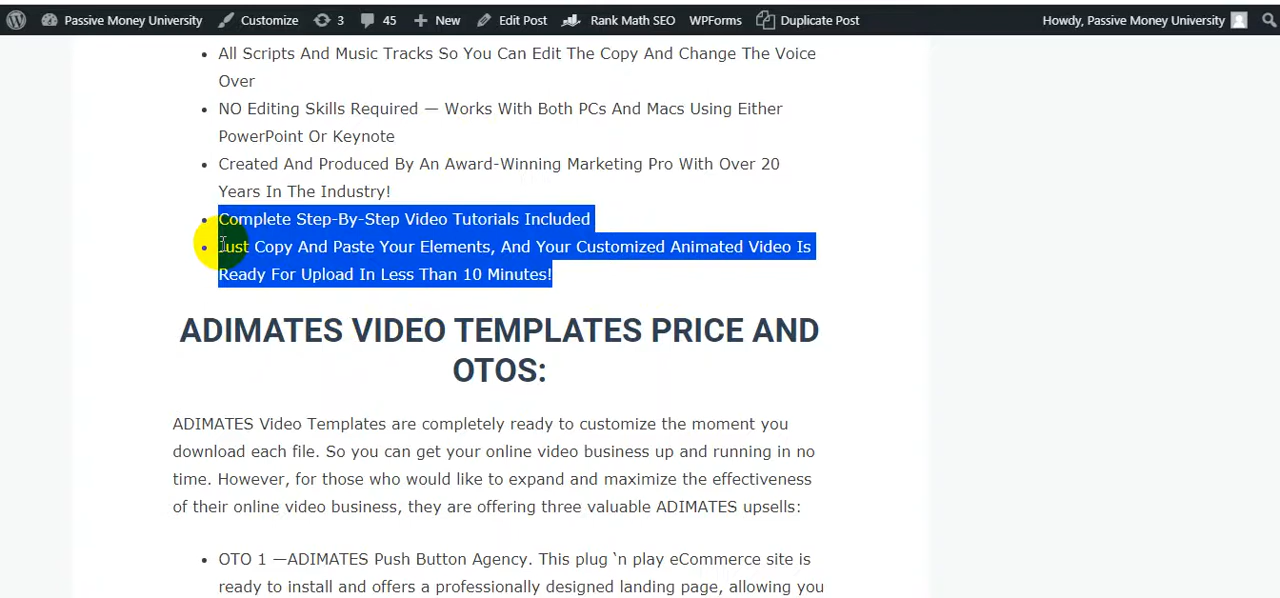 Passive Money University Customize 3 45 New Edit Post Rank Math SEO WPForms Duplicate Post Howdy, Passive Money University
All Scripts And Music Tracks So You Can Edit The Copy And Change The Voice
Over
NO Editing Skills Required — Works With Both PCs And Macs Using Either
PowerPoint Or Keynote
Created And Produced By An Award-Winning Marketing Pro With Over 20
Years In The Industry!
Complete Step-By-Step Video Tutorials Included
Just Copy And Paste Your Elements, And Your Customized Animated Video Is
Ready For Upload In Less Than 10 Minutes!
ADIMATES VIDEO TEMPLATES PRICE AND
OTOS:
ADIMATES Video Templates are completely ready to customize the moment you
download each file. So you can get your online video business up and running in no
time. However, for those who would like to expand and maximize the effectiveness
of their online video business, they are offering three valuable ADIMATES upsells:
OTO 1 —ADIMATES Push Button Agency. This plug ‘n play eCommerce site is
ready to install and offers a professionally designed landing page, allowing you